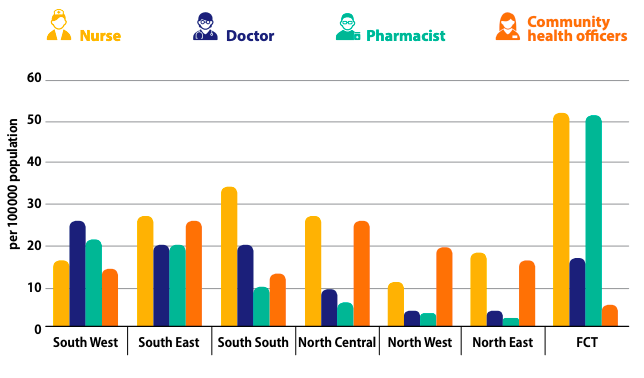 Nurse
Doctor
Pharmacist
Community
health officers
per 100000 population
60
50
40
30
20
10
0
South West
South East
South South
North Central
North West
North East
FCT